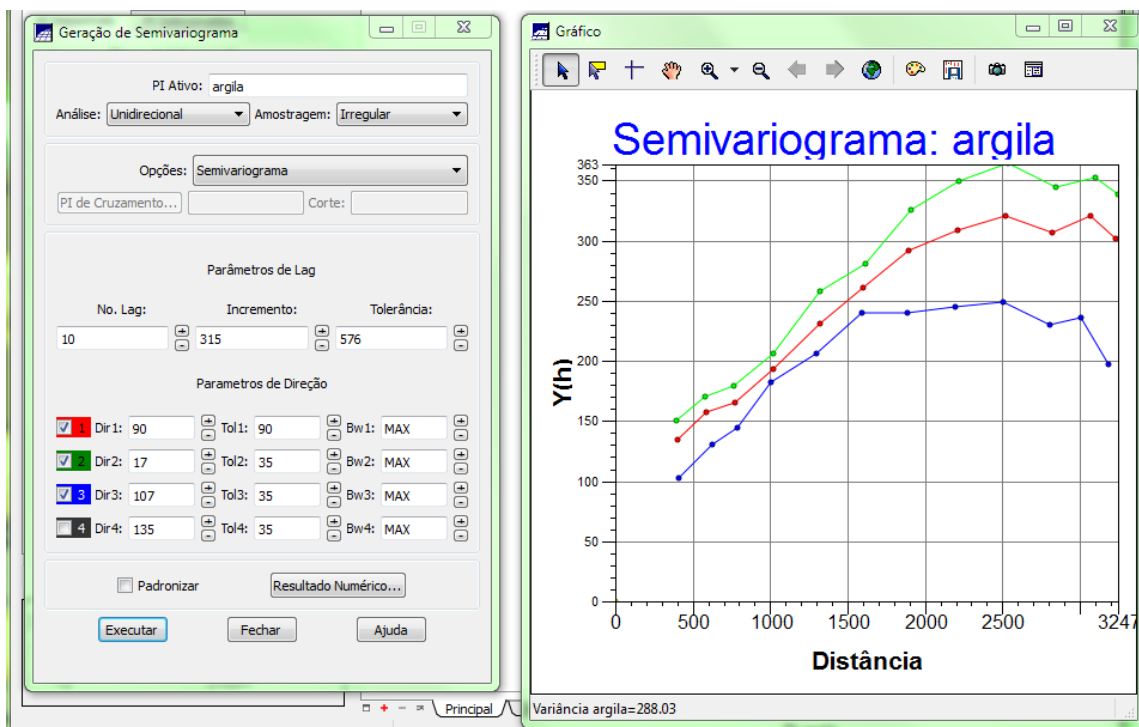 Geração de Semivariograma
PI Ativo: argila
Análise: Unidirecional Amostragem: Irregular
Opções: Semivariograma
PI de Cruzamento... Corte:
Parâmetros de Lag
No. Lag: Incremento: Tolerância:
10 315 576
Parametros de Direção
1 Dir1: 90 Tol1: 90 Bw1: MAX
2 Dir2: 17 Tol2: 35 Bw2: MAX
3 Dir3: 107 Tol3: 35 Bw3: MAX
4 Dir4: 135 Tol4: 35 Bw4: MAX
Padronizar Resultado Numérico...
Executar Fechar Ajuda
Principal
Gráfico
Semivariograma: argila
363
350
300
250
200
150
100
50
0
Y(h)
0 500 1000 1500 2000 2500 3247
Distância
Variância argila=288.03